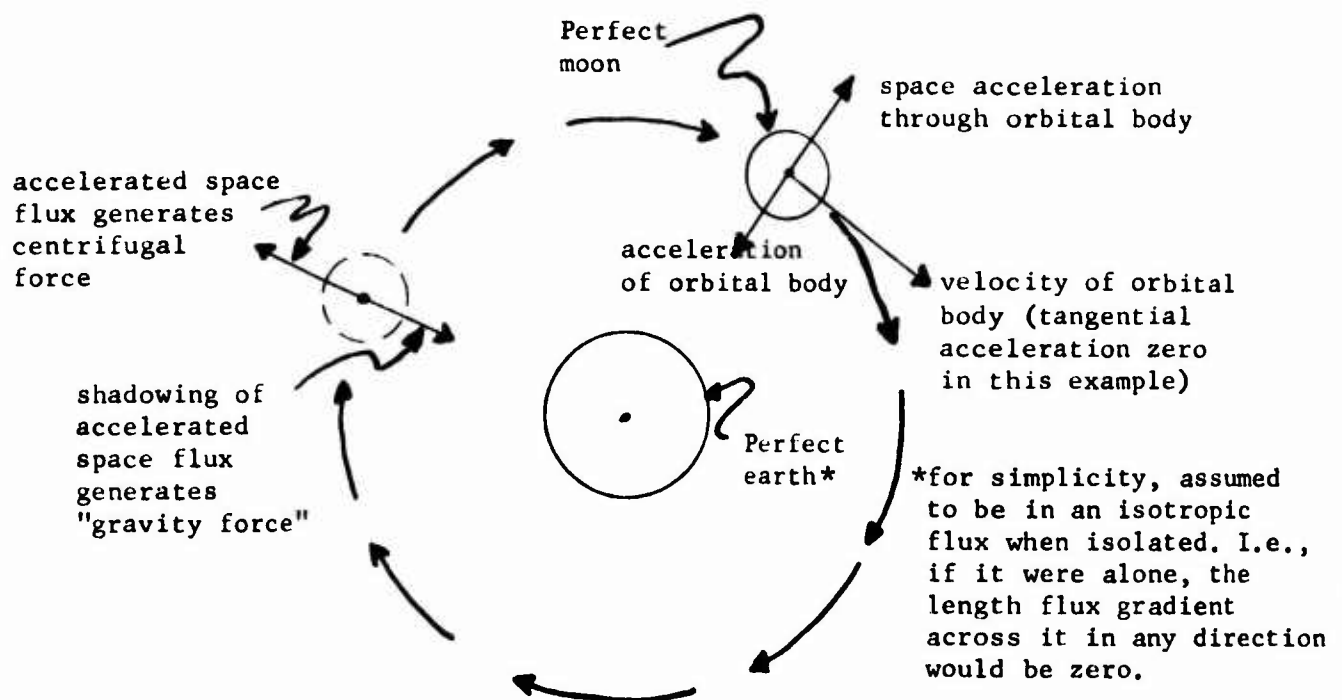 Perfect
moon
space acceleration
through orbital body
accelerated space
flux generates
centrifugal
force
acceleration
of orbital body
velocity of orbital
body (tangential
acceleration zero
in this example)
shadowing of
accelerated
space flux
generates
"gravity force"
Perfect
earth*
*for simplicity, assumed
to be in an isotropic
flux when isolated. I.e.,
if it were alone, the
length flux gradient
across it in any direction
would be zero.